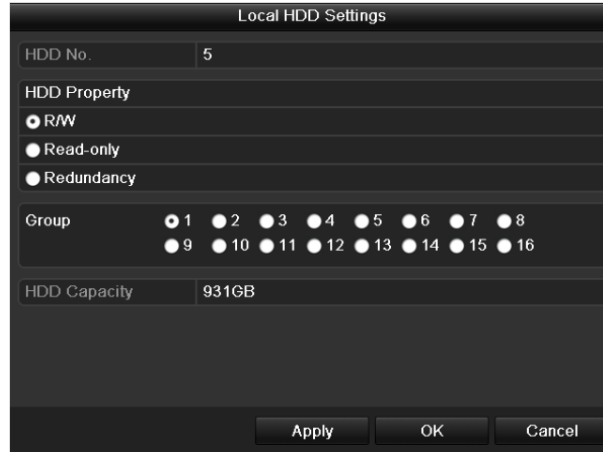 Local HDD Settings
HDD No. 5
HDD Property
R/W
Read-only
Redundancy
Group 1 2 3 4 5 6 7 8
9 10 11 12 13 14 15 16
HDD Capacity 931GB
Apply OK Cancel